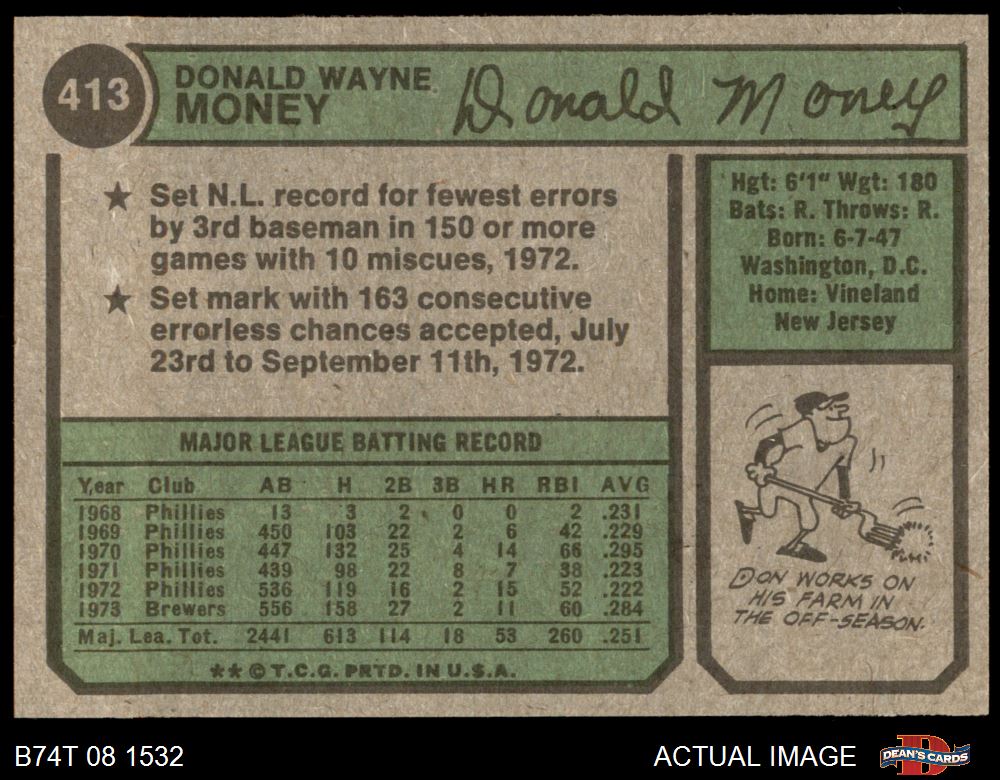 413
DONALD WAYNE
MONEY
Donald Money
★ Set N.L. record for fewest errors
by 3rd baseman in 150 or more
games with 10 miscues, 1972.
★ Set mark with 163 consecutive
errorless chances accepted, July
23rd to September 11th, 1972.
Hgt: 6'1" Wgt: 180
Bats: R. Throws: R.
Born: 6-7-47
Washington, D.C.
Home: Vineland
New Jersey
MAJOR LEAGUE BATTING RECORD
Year Club AB H 2B 3B HR RBI AVG
1968 Phillies 13 3 2 0 0 2 .231
1969 Phillies 450 103 22 2 6 42 .229
1970 Phillies 447 132 25 4 14 66 .295
1971 Phillies 439 98 22 8 7 38 .223
1972 Phillies 536 119 16 2 15 52 .222
1973 Brewers 556 158 27 2 11 60 .284
Maj. Lea. Tot. 2441 613 114 18 53 260 .251
**©T.C.G. PRTD. IN U.S.A.
DON WORKS ON
HIS FARM IN
THE OFF-SEASON.
B74T 08 1532
ACTUAL IMAGE
DEAN'S CARDS